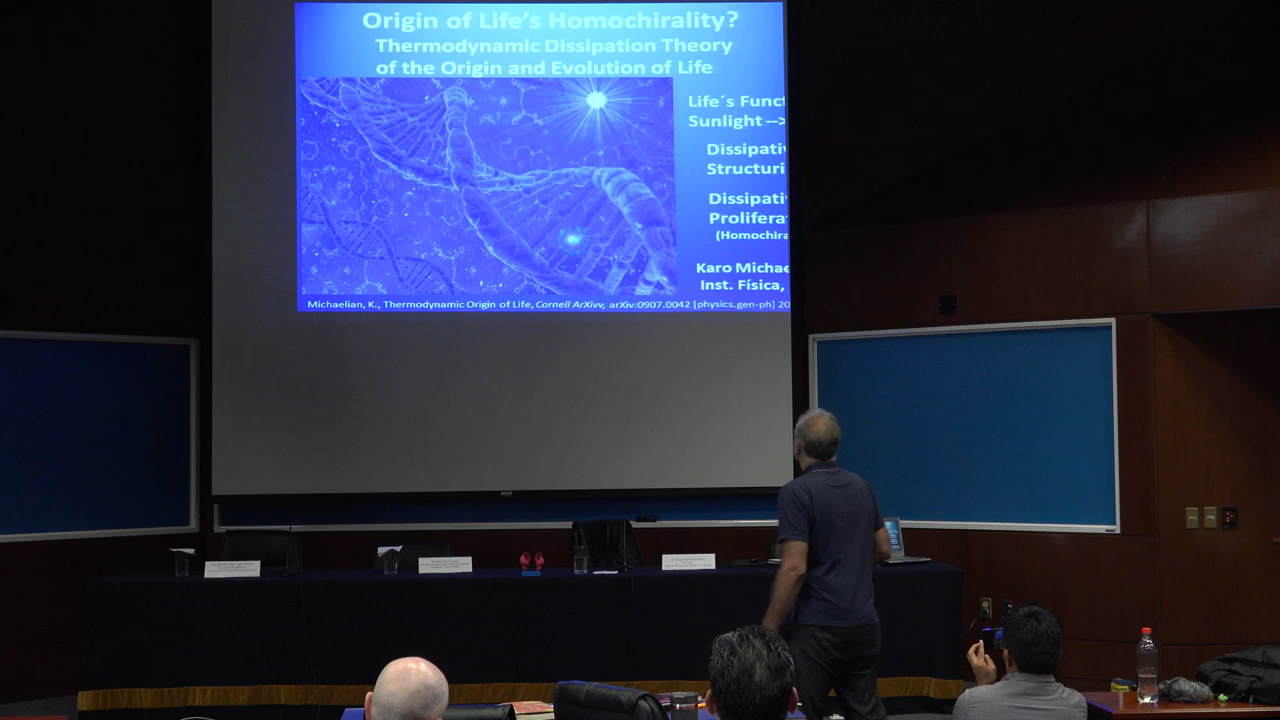 Origin of Life's Homochirality?
Thermodynamic Dissipation Theory
of the Origin and Evolution of Life
Life´s Funct
Sunlight -->
Dissipativ
Structuri
Dissipati
Prolifera
(Homochira
Karo Michae
Inst. Física,
Michaelian, K., Thermodynamic Origin of Life, Cornell ArXivv, arXiv:0907.0042 [physics.gen-ph] 20